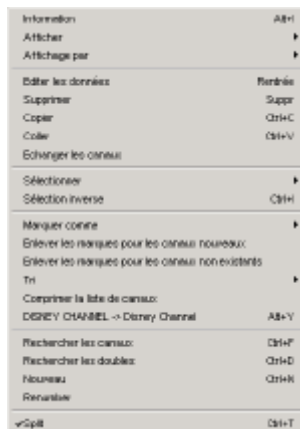 Information Alt+I
Afficher
Affichage par
Editer les données Rentrée
Supprimer Suppr
Copier Ctrl+C
Coller Ctrl+V
Echanger les canaux
Sélectionner
Sélection inverse Ctrl+I
Marquer comme
Enlever les marques pour les canaux nouveaux
Enlever les marques pour les canaux non existants
Tri
Comprimer la liste de canaux
DISNEY CHANNEL -> Disney Channel Alt+Y
Rechercher les canaux Ctrl+F
Rechercher les doubles Ctrl+D
Nouveau Ctrl+N
Renuméter
Split Ctrl+T